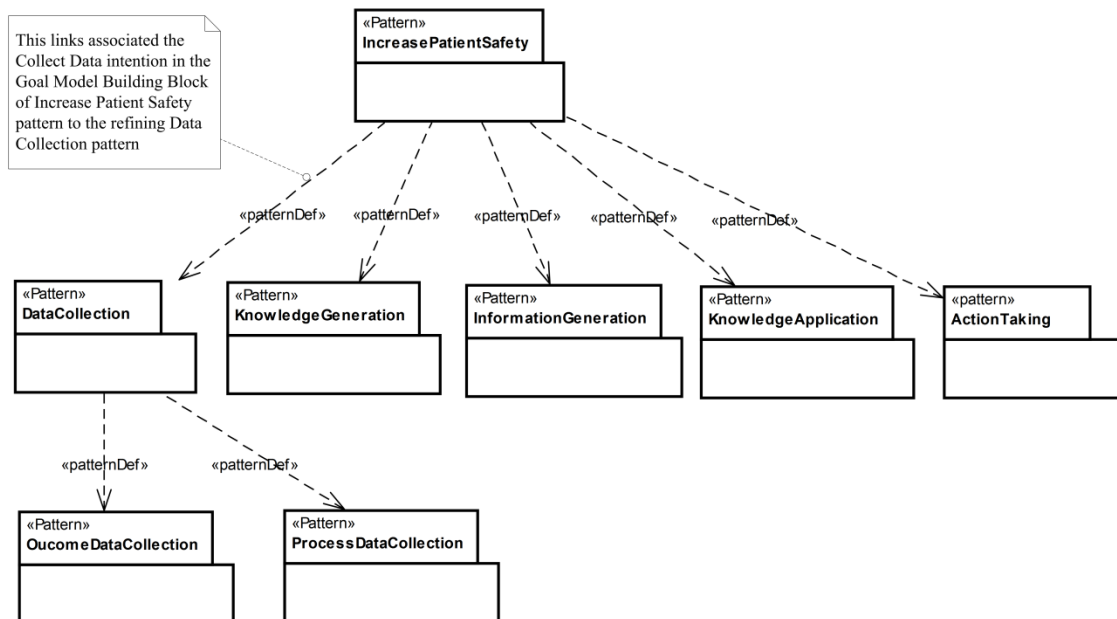 This links associated the
Collect Data intention in the
Goal Model Building Block
of Increase Patient Safety
pattern to the refining Data
Collection pattern
«Pattern»
IncreasePatientSafety
«patternDef»
«patternDef»
«patternDef»
«patternDef»
«patternDef»
«Pattern»
DataCollection
«Pattern»
KnowledgeGeneration
«Pattern»
InformationGeneration
«Pattern»
KnowledgeApplication
«pattern»
ActionTaking
«patternDef»
«patternDef»
«Pattern»
OucomeDataCollection
«Pattern»
ProcessDataCollection